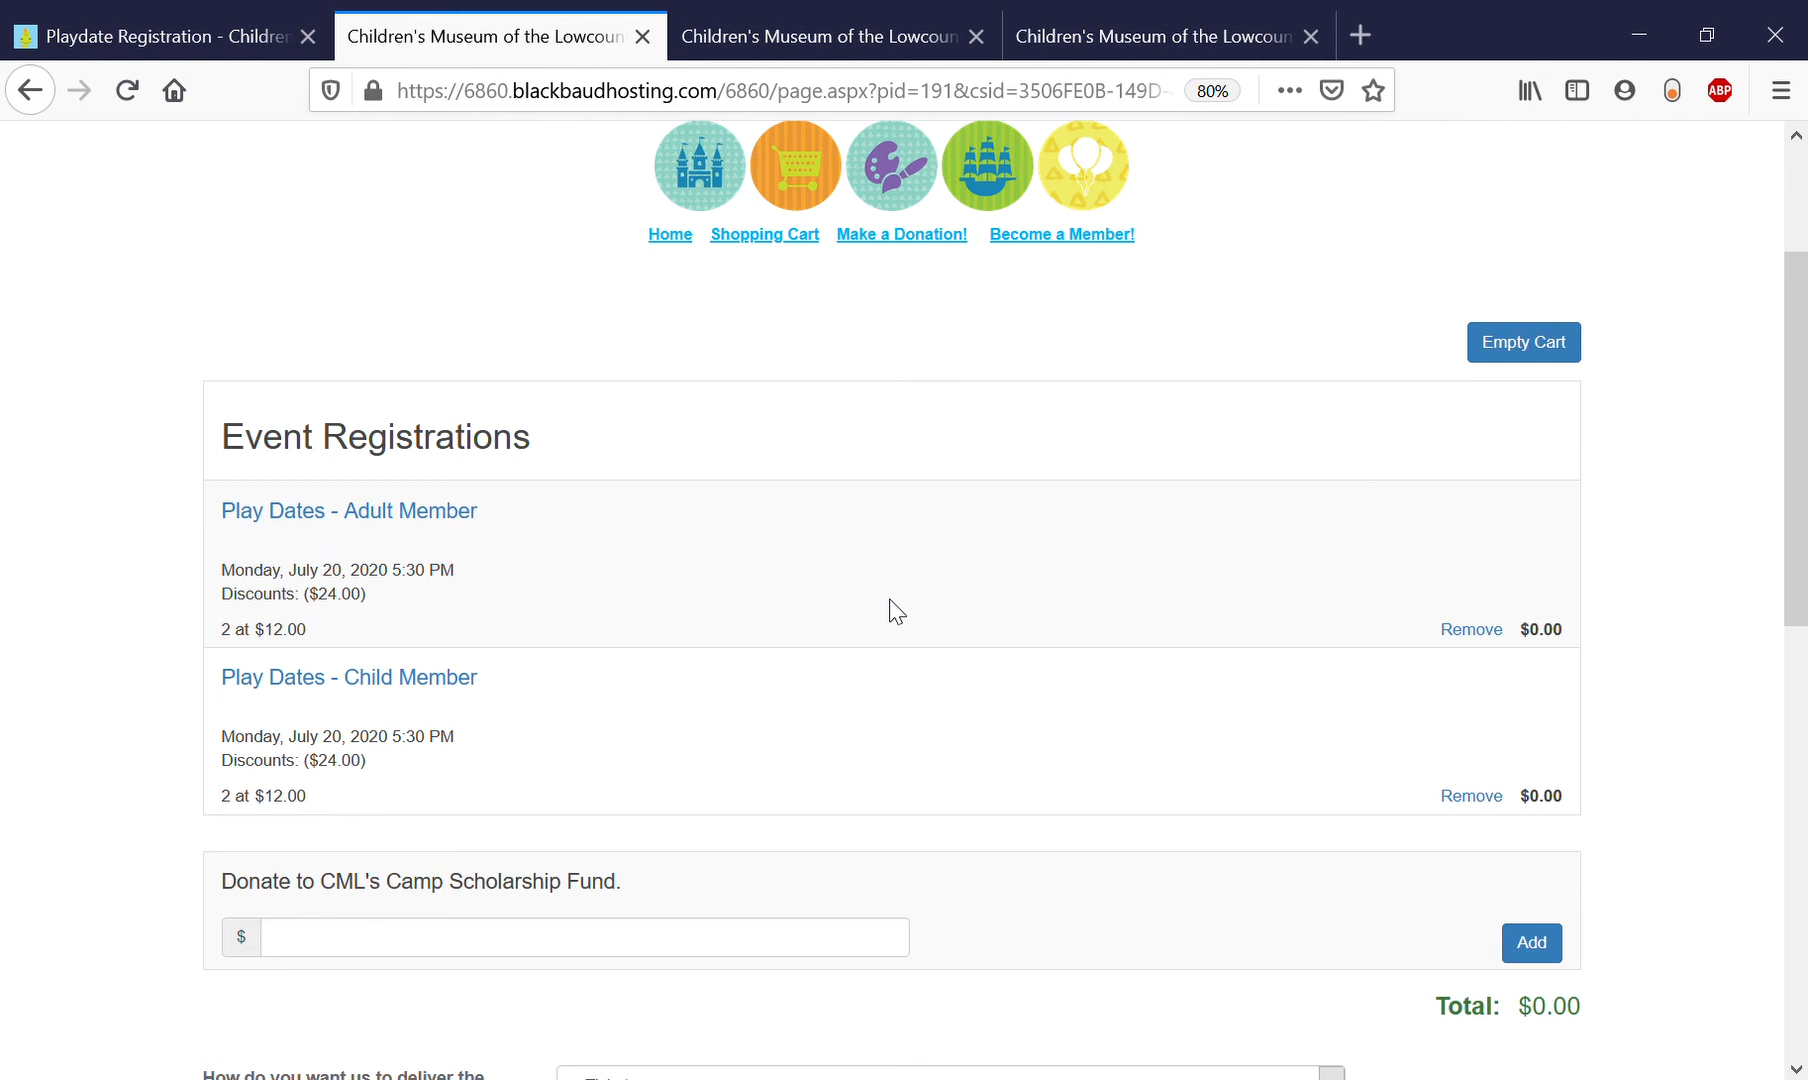 Playdate Registration - Children
Children's Museum of the Lowcoun
Children's Museum of the Lowcoun
Children's Museum of the Lowcoun
https://6860.blackbaudhosting.com/6860/page.aspx?pid=191&csid=3506FE0B-149D-
80%
ABP
Home Shopping Cart Make a Donation! Become a Member!
Empty Cart
Event Registrations
Play Dates - Adult Member
Monday, July 20, 2020 5:30 PM
Discounts: ($24.00)
2 at $12.00 Remove $0.00
Play Dates - Child Member
Monday, July 20, 2020 5:30 PM
Discounts: ($24.00)
2 at $12.00 Remove $0.00
Donate to CML's Camp Scholarship Fund.
$
Add
Total: $0.00
How do you want us to deliver the